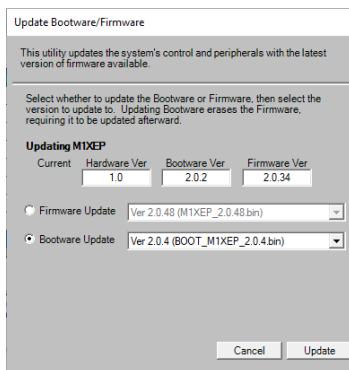 Update Bootware/Firmware
This utility updates the system's control and peripherals with the latest
version of firmware available.
Select whether to update the Bootware or Firmware, then select the
version to update to. Updating Bootware erases the Firmware,
requiring it to be updated afterward.
Updating M1XEP
Current Hardware Ver Bootware Ver Firmware Ver
1.0 2.0.2 2.0.34
Firmware Update Ver 2.0.48 (M1XEP_2.0.48.bin)
Bootware Update Ver 2.0.4 (BOOT_M1XEP_2.0.4.bin)
Cancel Update